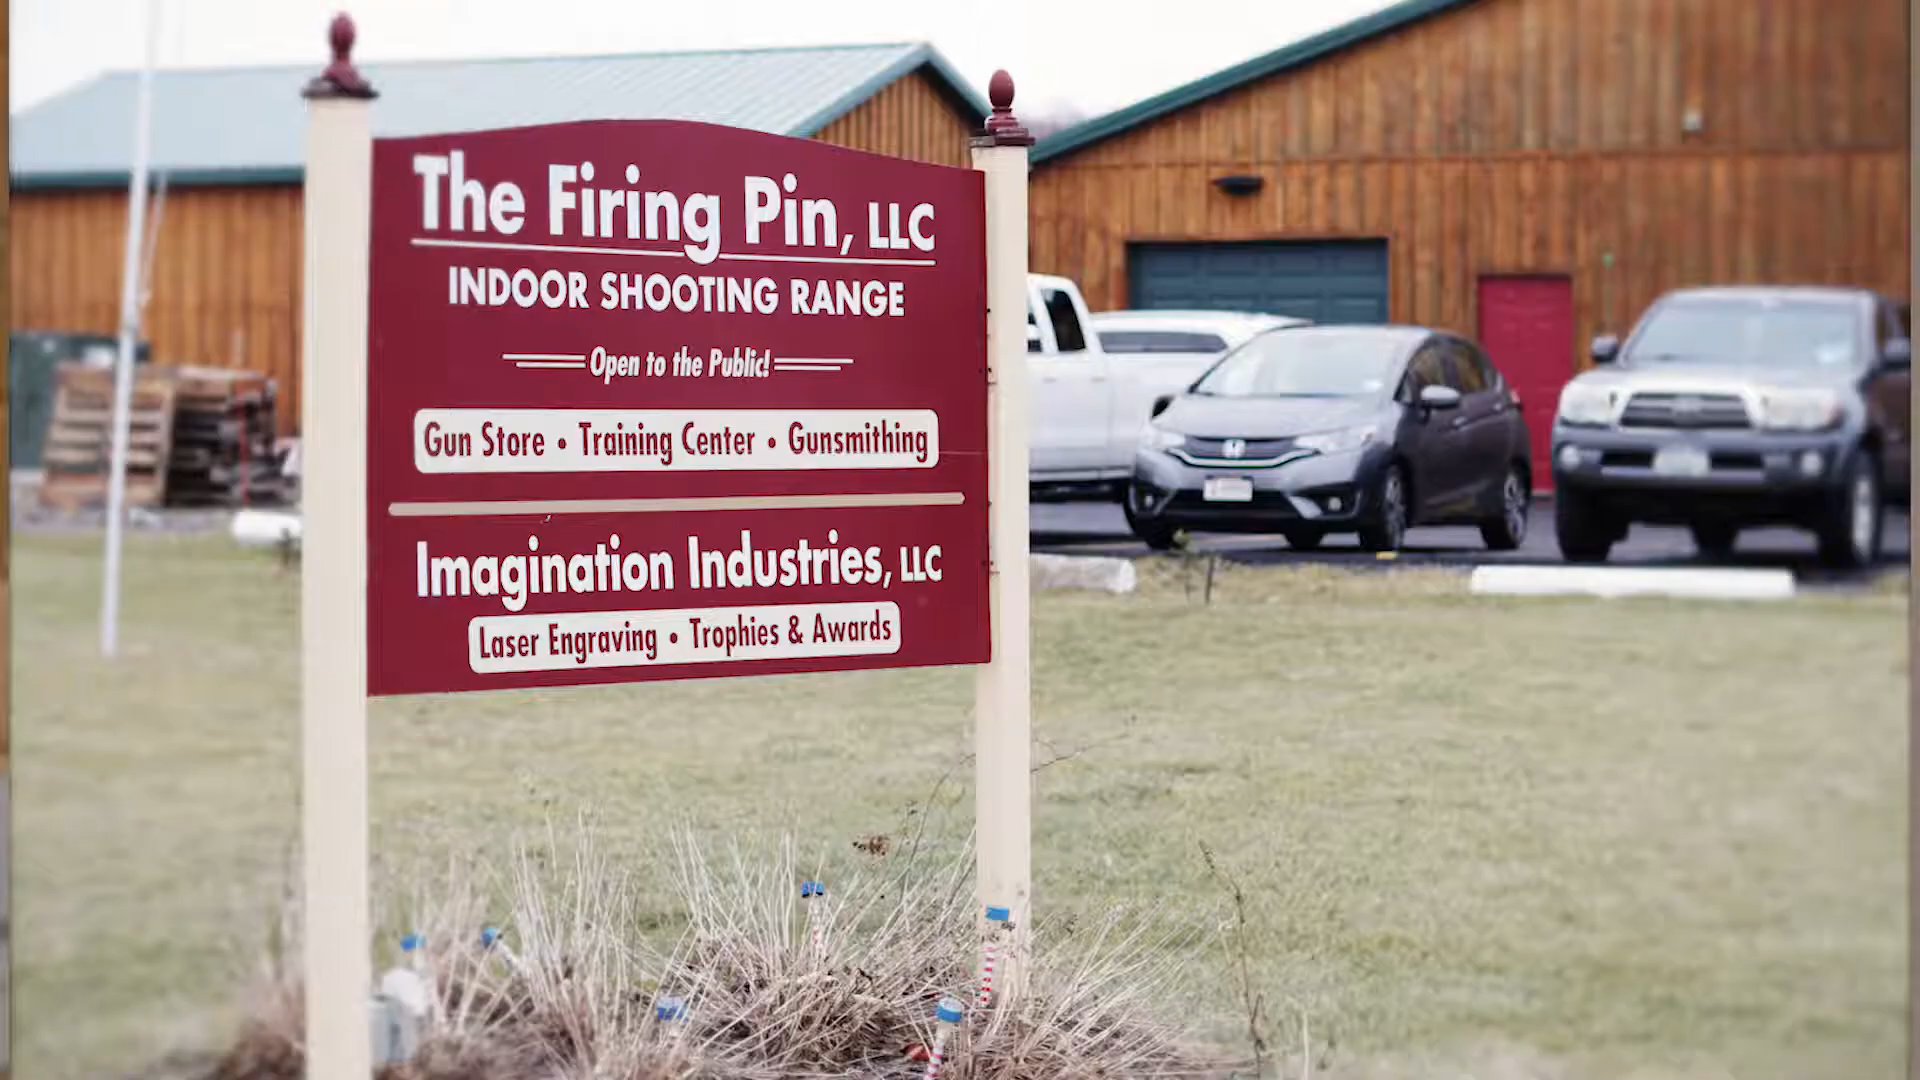 The Firing Pin, LLC
INDOOR SHOOTING RANGE
Open to the Public!
Gun Store • Training Center • Gunsmithing
Imagination Industries, LLC
Laser Engraving • Trophies & Awards